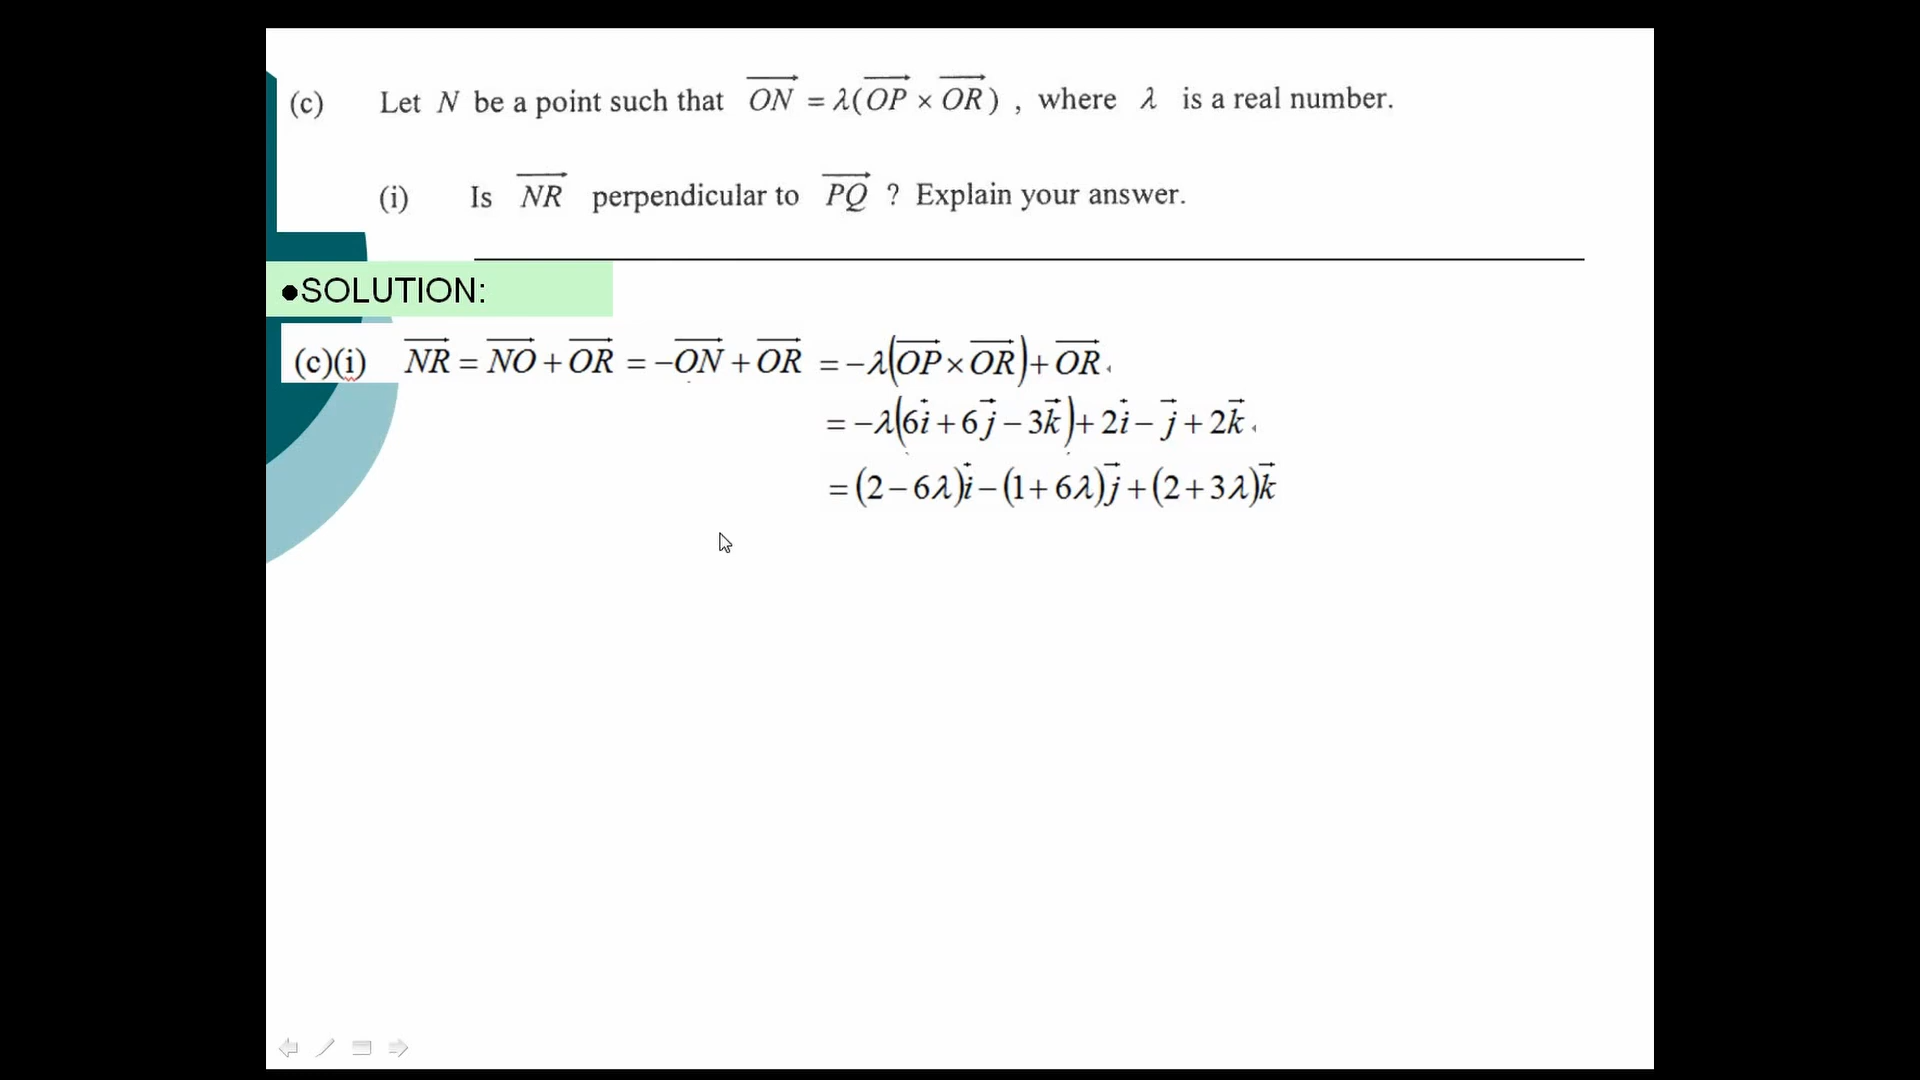 (c) Let N be a point such that $\overrightarrow{ON} = \lambda(\overrightarrow{OP} \times \overrightarrow{OR})$ , where λ is a real number.
(i) Is $\overrightarrow{NR}$ perpendicular to $\overrightarrow{PQ}$ ? Explain your answer.
●SOLUTION:
(c)(i) $\overrightarrow{NR} = \overrightarrow{NO} + \overrightarrow{OR} = -\overrightarrow{ON} + \overrightarrow{OR} = -\lambda(\overrightarrow{OP} \times \overrightarrow{OR}) + \overrightarrow{OR}$
$= -\lambda(6\vec{i} + 6\vec{j} - 3\vec{k}) + 2\vec{i} - \vec{j} + 2\vec{k}$
$= (2 - 6\lambda)\vec{i} - (1 + 6\lambda)\vec{j} + (2 + 3\lambda)\vec{k}$